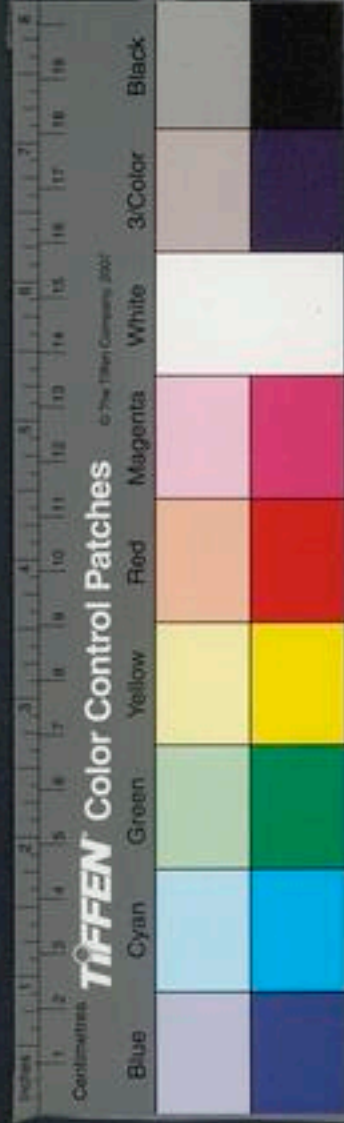 Inches 1 2 3 4 5 6 7 8
Centimetres 1 2 3 4 5 6 7 8 9 10 11 12 13 14 15 16 17 18 19
TIFFEN Color Control Patches © The Tiffen Company, 2007
Blue Cyan Green Yellow Red Magenta White 3/Color Black